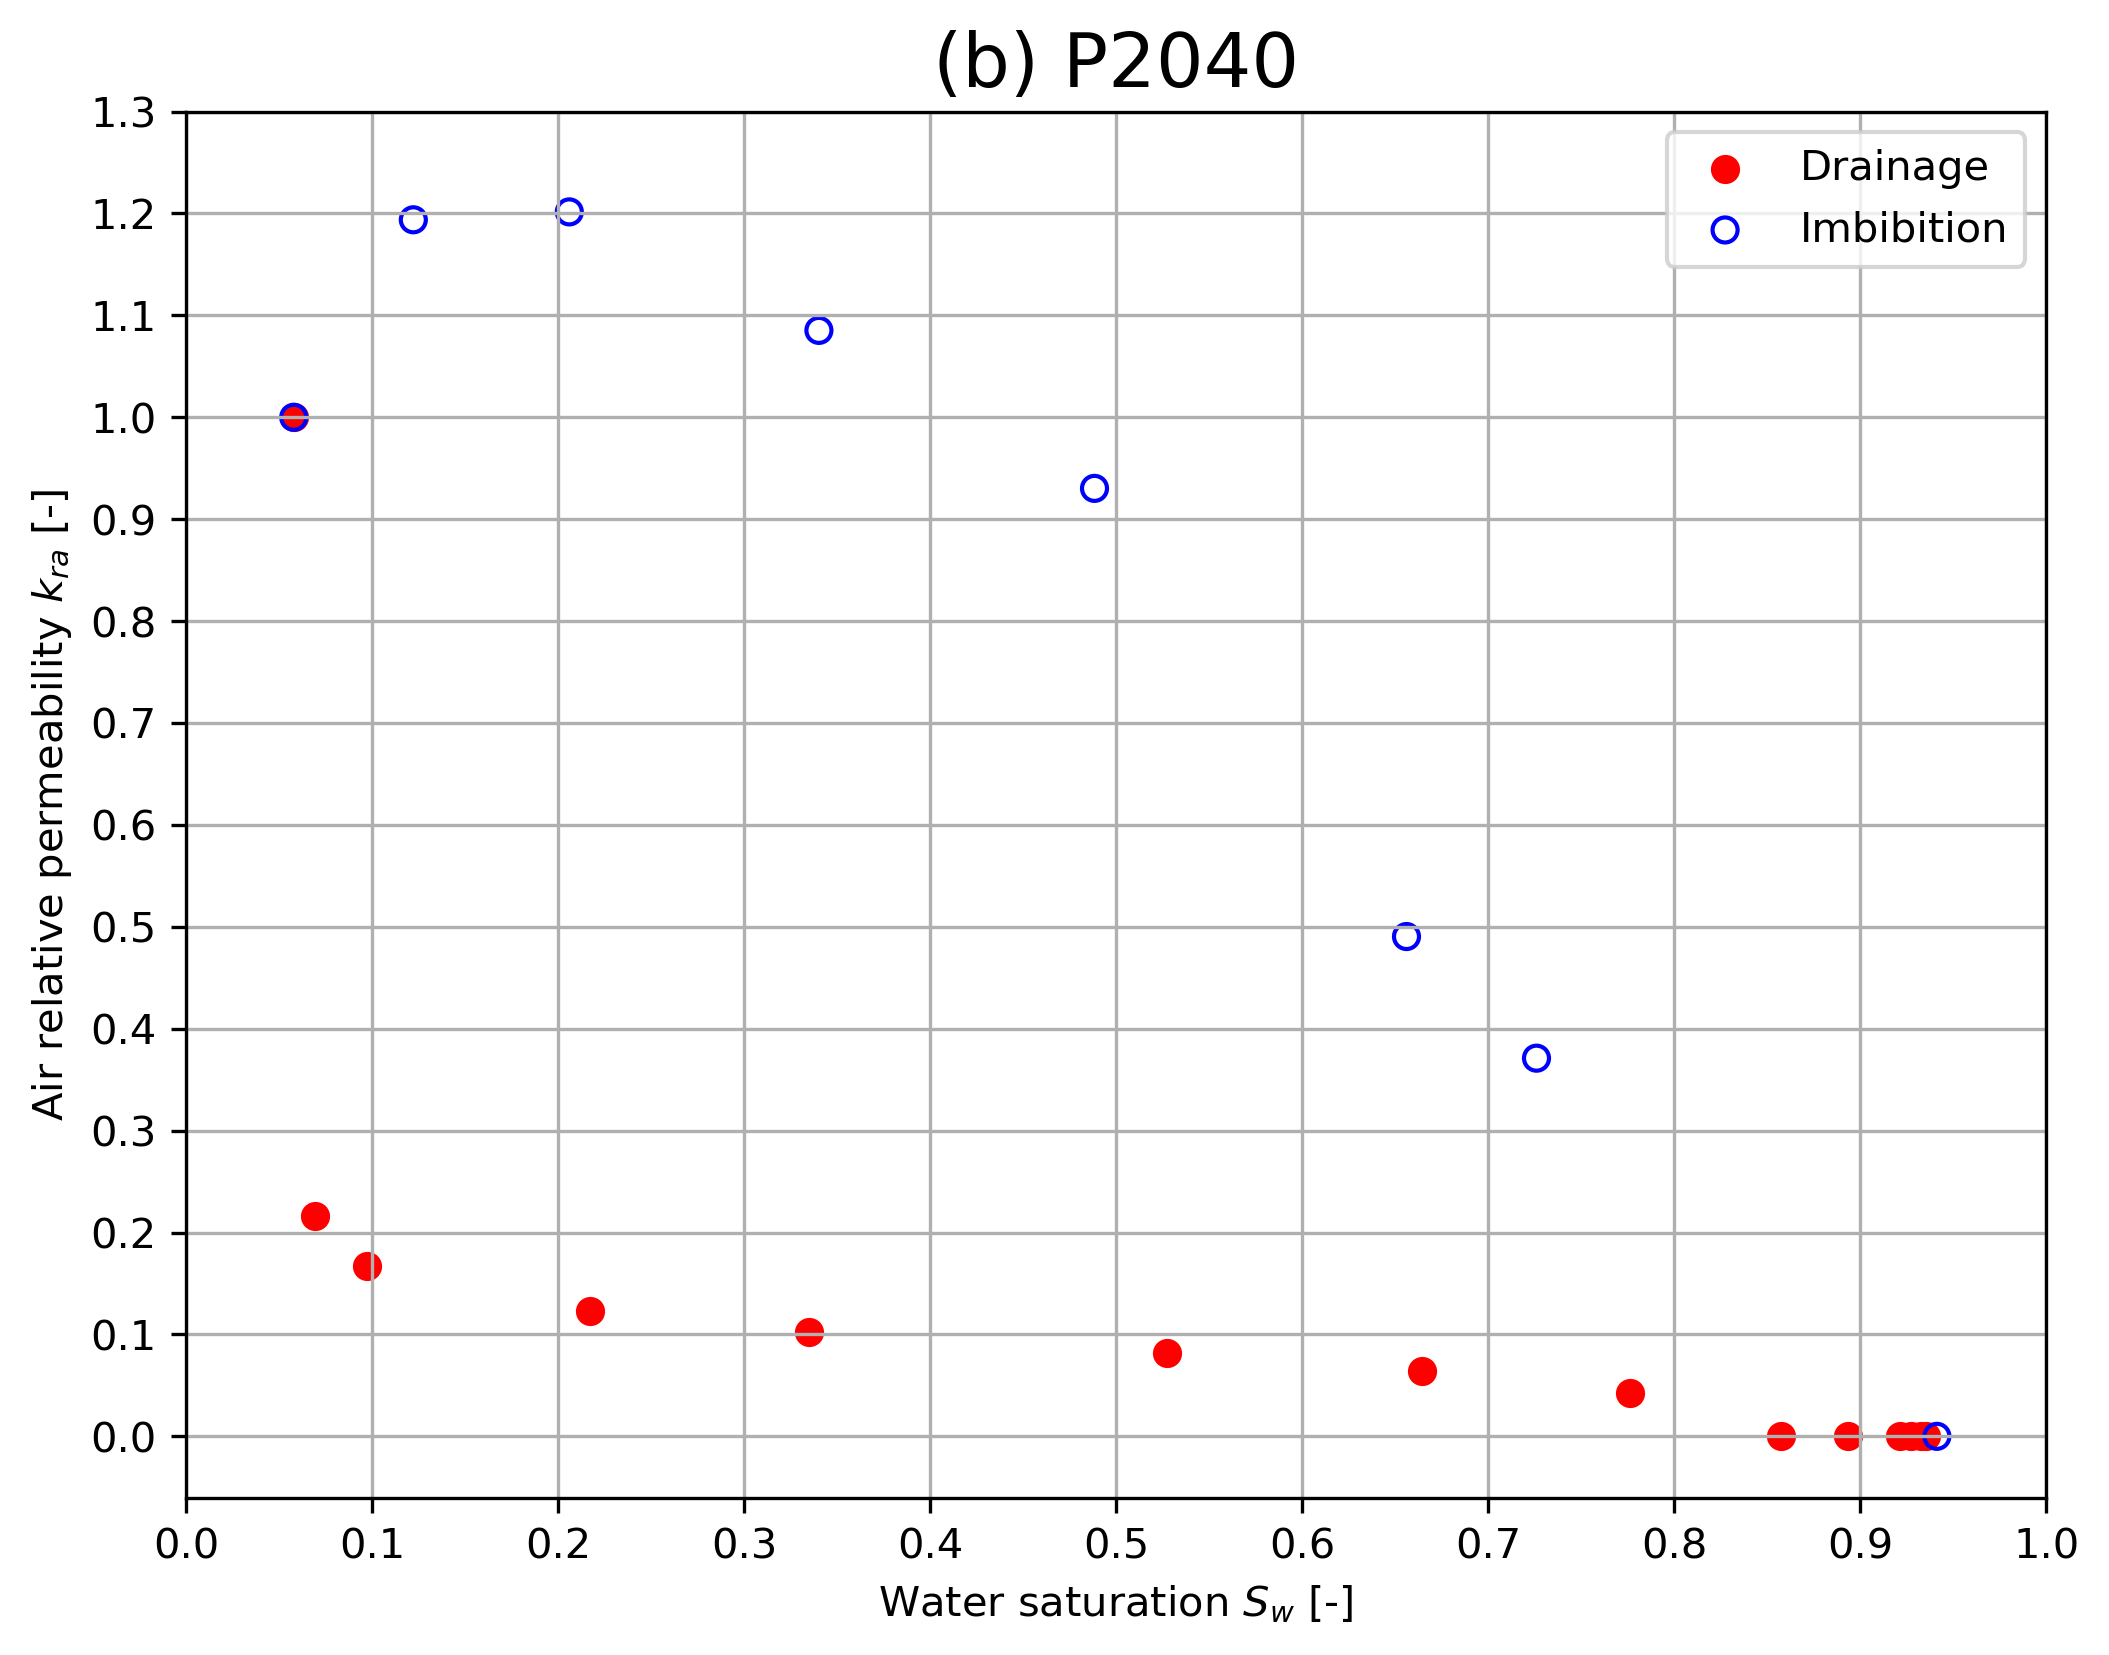 (b) P2040
1.3
1.2
1.1
1.0
0.9
0.8
0.7
0.6
0.5
0.4
0.3
0.2
0.1
0.0
Air relative permeability k_ra [-]
Drainage
Imbibition
0.0 0.1 0.2 0.3 0.4 0.5 0.6 0.7 0.8 0.9 1.0
Water saturation S_w [-]